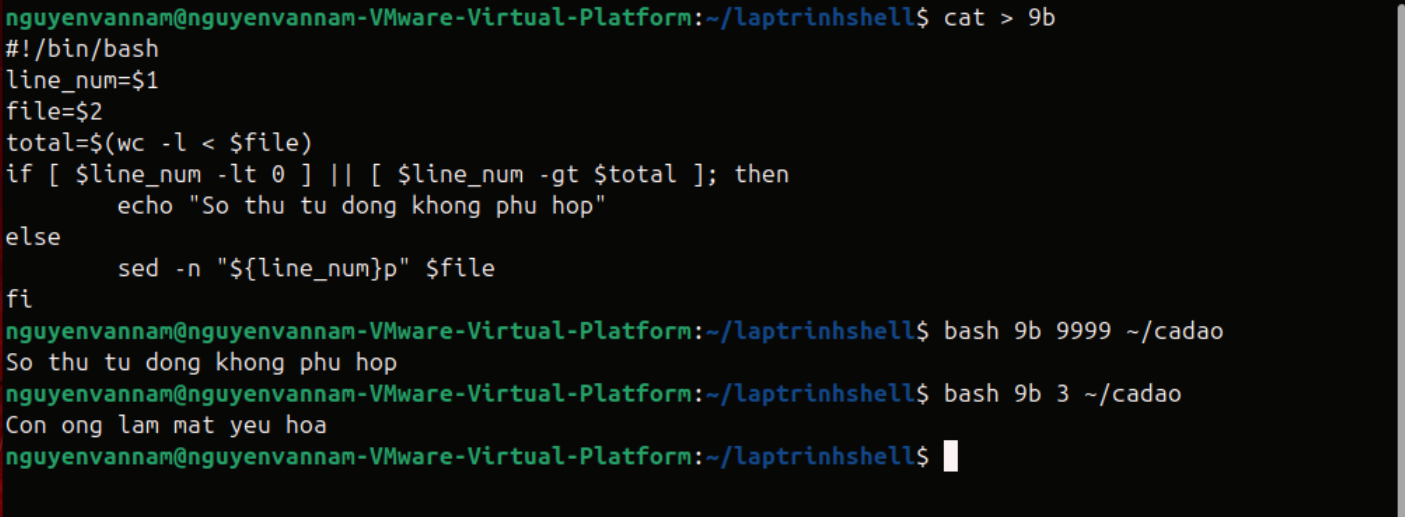 nguyenvannam@nguyenvannam-VMware-Virtual-Platform:~/laptrinhshell$ cat > 9b
#!/bin/bash
line_num=$1
file=$2
total=$(wc -l < $file)
if [ $line_num -lt 0 ] || [ $line_num -gt $total ]; then
        echo "So thu tu dong khong phu hop"
else
        sed -n "${line_num}p" $file
fi
nguyenvannam@nguyenvannam-VMware-Virtual-Platform:~/laptrinhshell$ bash 9b 9999 ~/cadao
So thu tu dong khong phu hop
nguyenvannam@nguyenvannam-VMware-Virtual-Platform:~/laptrinhshell$ bash 9b 3 ~/cadao
Con ong lam mat yeu hoa
nguyenvannam@nguyenvannam-VMware-Virtual-Platform:~/laptrinhshell$